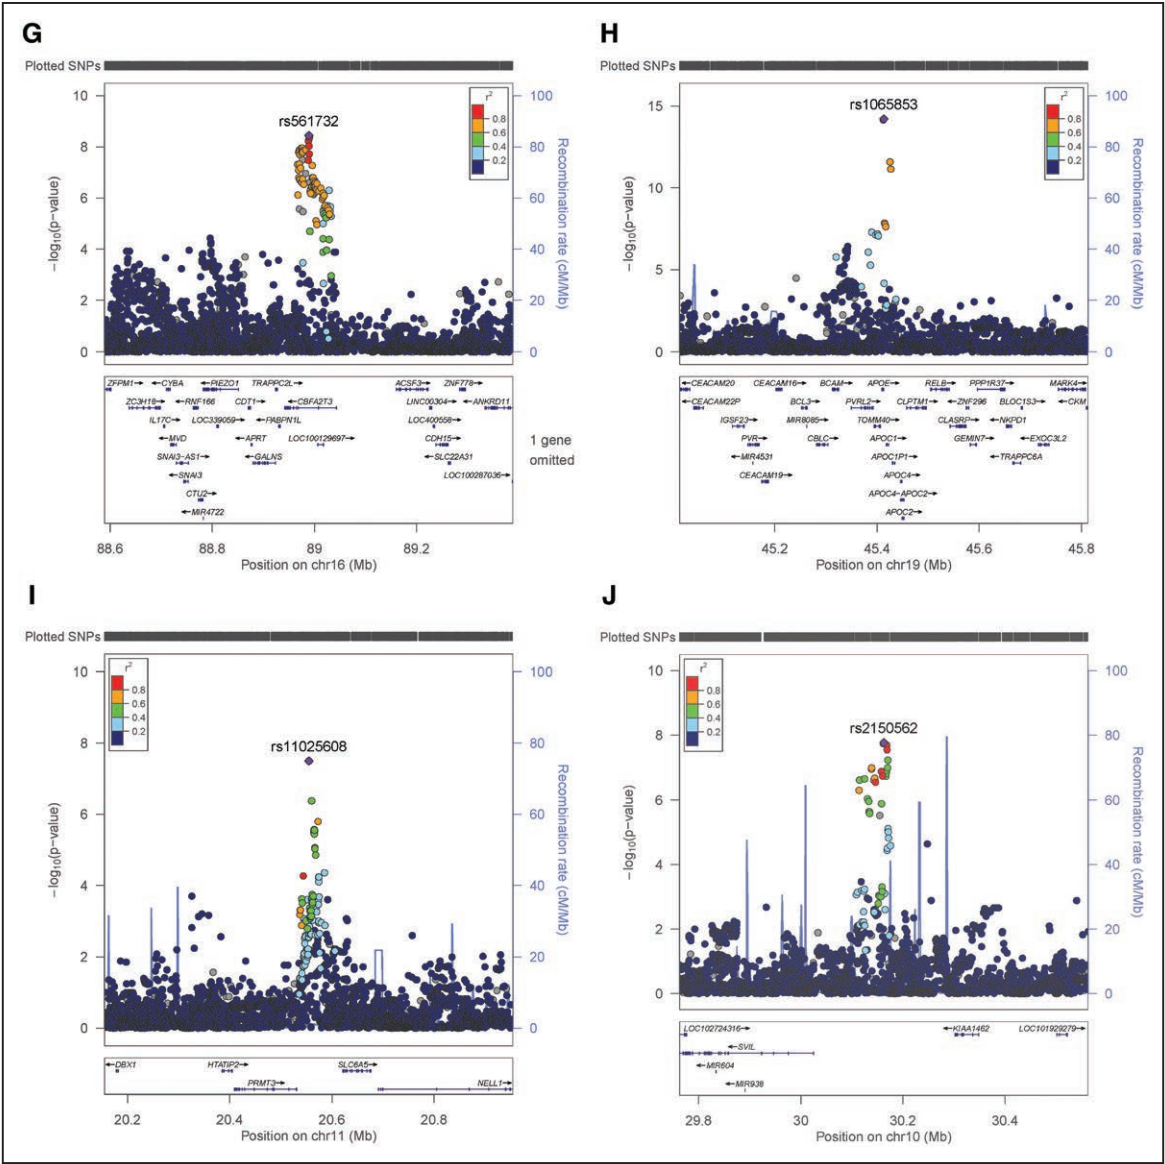 G
Plotted SNPs
rs561732
r2
0.8
0.6
0.4
0.2
10
8
6
4
2
0
−log10(p−value)
100
80
60
40
20
0
Recombination rate (cM/Mb)
ZFPM1→ ←CYBA ←PIEZO1 TRAPPC2L→ ACSF3→ ZNF778→
ZC3H18→ ←RNF166 CDT1→ ←CBFA2T3 LINC00304→ ←ANKRD11
IL17C→ LOC339059→ ←PABPN1L LOC400558→
←MVD ←APRT LOC100129697→ CDH15→
SNAI3−AS1→ ←GALNS ←SLC22A31
←SNAI3 LOC100287036→
CTU2→
←MIR4722
1 gene
omitted
88.6 88.8 89 89.2
Position on chr16 (Mb)
H
Plotted SNPs
rs1065853
r2
0.8
0.6
0.4
0.2
15
10
5
0
−log10(p−value)
100
80
60
40
20
0
Recombination rate (cM/Mb)
←CEACAM20 CEACAM16→ BCAM→ APOE→ RELB→ PPP1R37→ MARK4→
←CEACAM22P BCL3→ PVRL2→ CLPTM1→ ←ZNF296 BLOC1S3→ ←CKM
IGSF23→ MIR8085→ TOMM40→ CLASRP→ ←NKPD1
PVR→ CBLC→ APOC1→ GEMIN7→ ←EXOC3L2
←MIR4531 APOC1P1→ ←TRAPPC6A
CEACAM19→ APOC4→
APOC4−APOC2→
APOC2→
45.2 45.4 45.6 45.8
Position on chr19 (Mb)
I
Plotted SNPs
rs11025608
r2
0.8
0.6
0.4
0.2
10
8
6
4
2
0
−log10(p−value)
100
80
60
40
20
0
Recombination rate (cM/Mb)
←DBX1 HTATIP2→ SLC6A5→
PRMT3→ NELL1→
20.2 20.4 20.6 20.8
Position on chr11 (Mb)
J
Plotted SNPs
rs2150562
r2
0.8
0.6
0.4
0.2
10
8
6
4
2
0
−log10(p−value)
100
80
60
40
20
0
Recombination rate (cM/Mb)
LOC102724316→ ←KIAA1462 LOC101929279→
←SVIL
←MIR604
←MIR938
29.8 30 30.2 30.4
Position on chr10 (Mb)